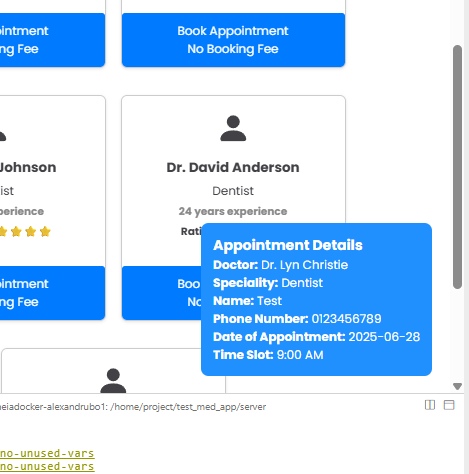 intment
ng Fee
Book Appointment
No Booking Fee
Johnson
ist
perience
intment
ng Fee
Dr. David Anderson
Dentist
24 years experience
Rati
Boo
No
Appointment Details
Doctor: Dr. Lyn Christie
Speciality: Dentist
Name: Test
Phone Number: 0123456789
Date of Appointment: 2025-06-28
Time Slot: 9:00 AM
eiadocker-alexandrubo1: /home/project/test_med_app/server
no-unused-vars
no-unused-vars